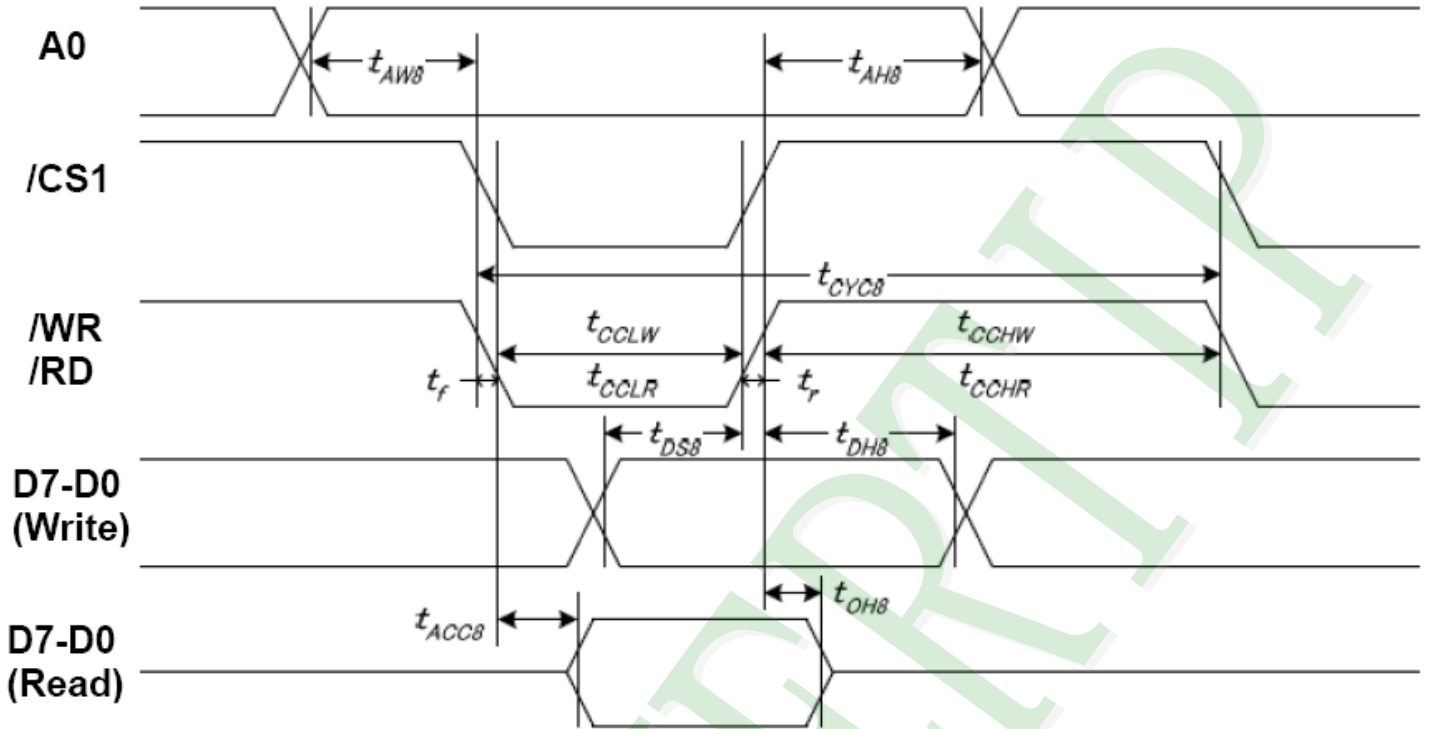 A0
tAW8
tAH8
/CS1
tCYC8
/WR
/RD
tCCLW
tCCHW
tf
tCCLR
tr
tCCHR
tDS8
tDH8
D7-D0
(Write)
tOH8
tACC8
D7-D0
(Read)